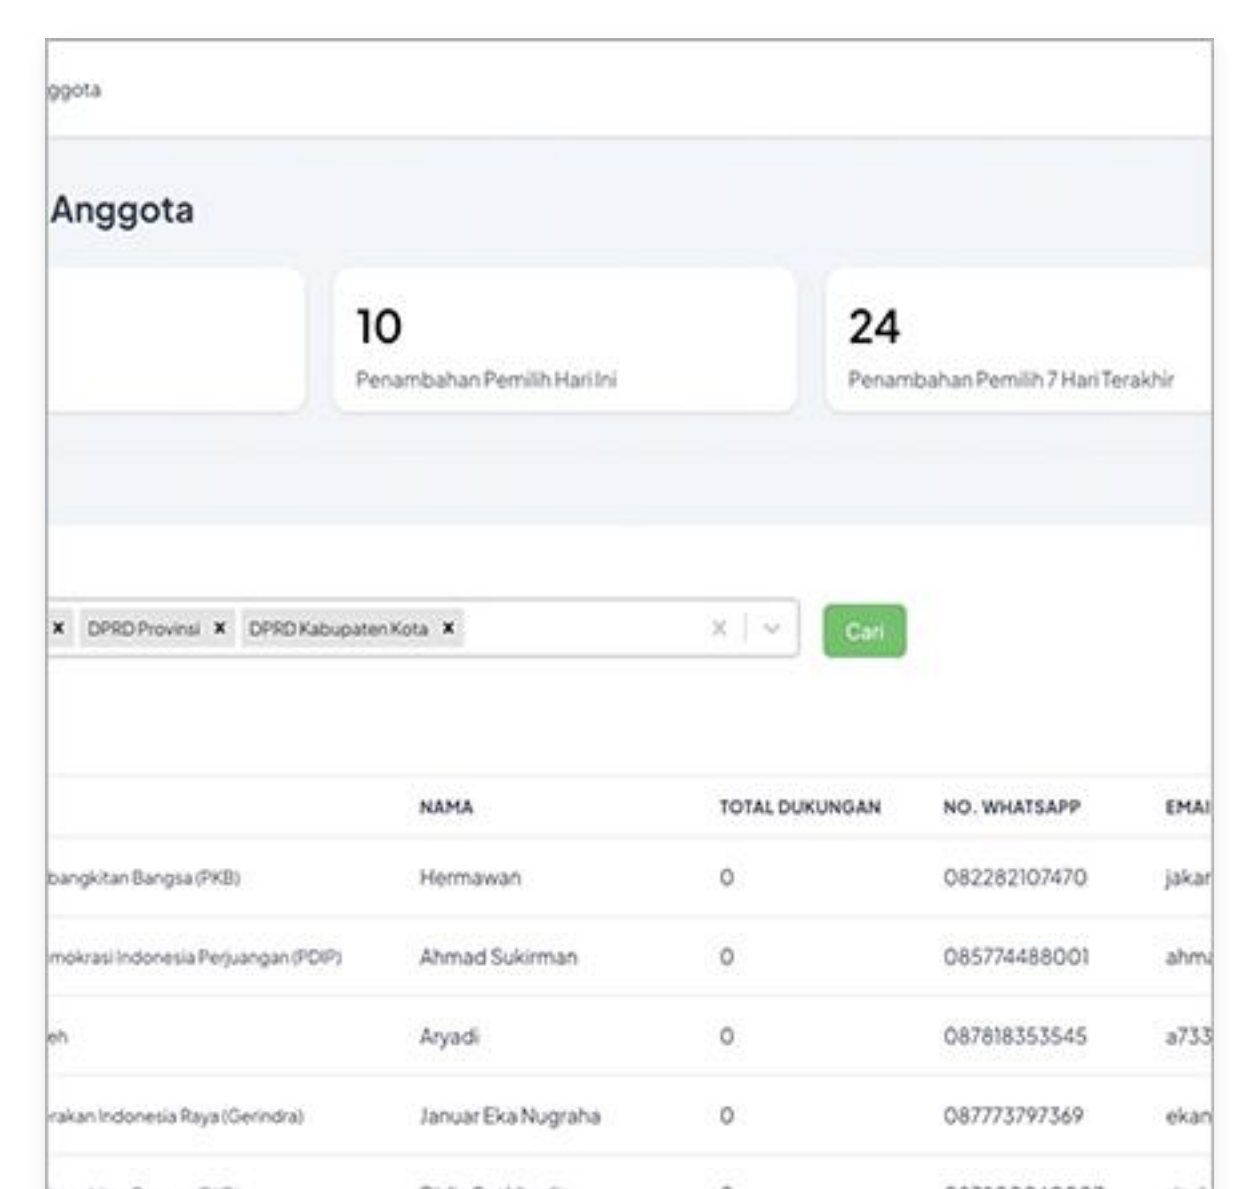 ggota
Anggota
10
Penambahan Pemilih Hari Ini
24
Penambahan Pemilih 7 Hari Terakhir
x DPRD Provinsi x DPRD Kabupaten Kota x
Cari
NAMA TOTAL DUKUNGAN NO. WHATSAPP EMAI
bangkitan Bangsa (PKB) Hermawan 0 082282107470 jakar
mokrasi Indonesia Perjuangan (PDIP) Ahmad Sukirman 0 085774488001 ahma
eh Aryadi 0 087818353545 a733
rakan Indonesia Raya (Gerindra) Januar Eka Nugraha 0 087773797369 ekan